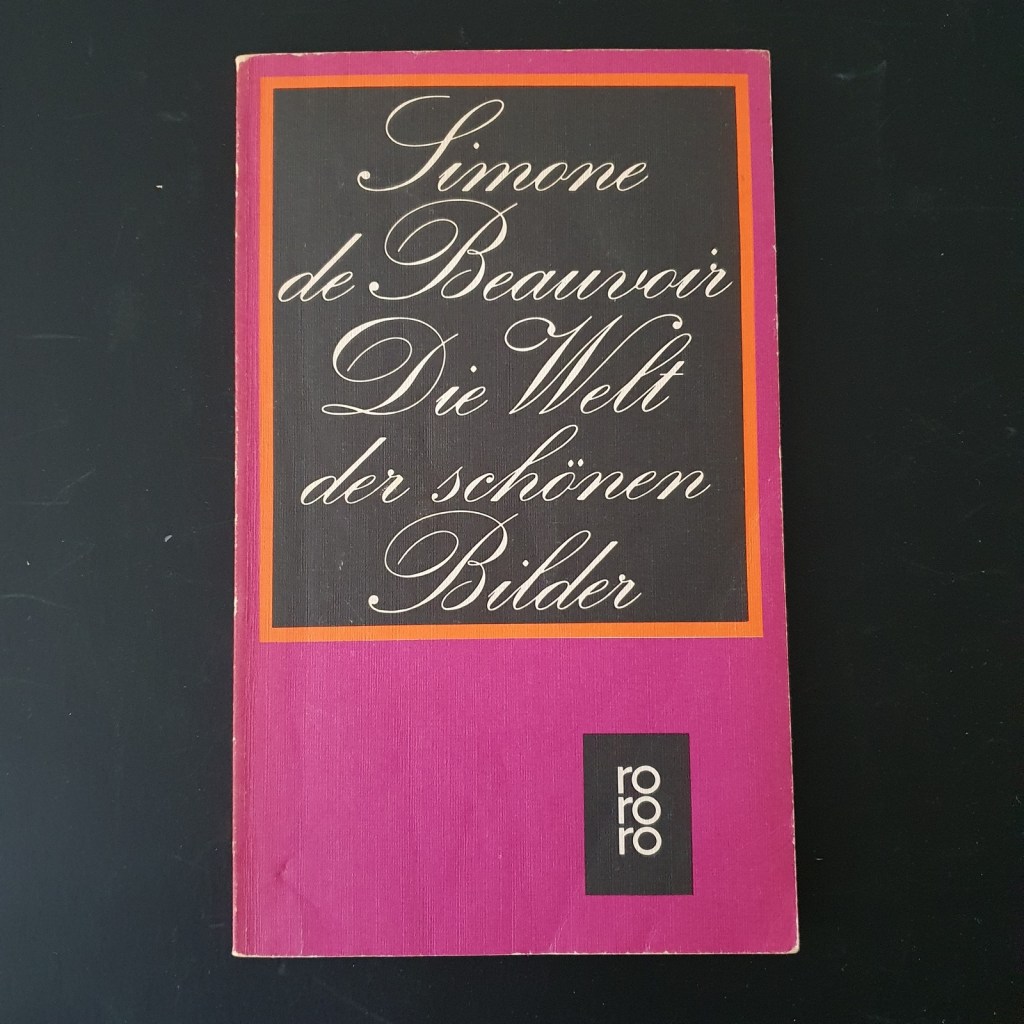 Simone
de Beauvoir
Die Welt
der schönen
Bilder
ro
ro
ro